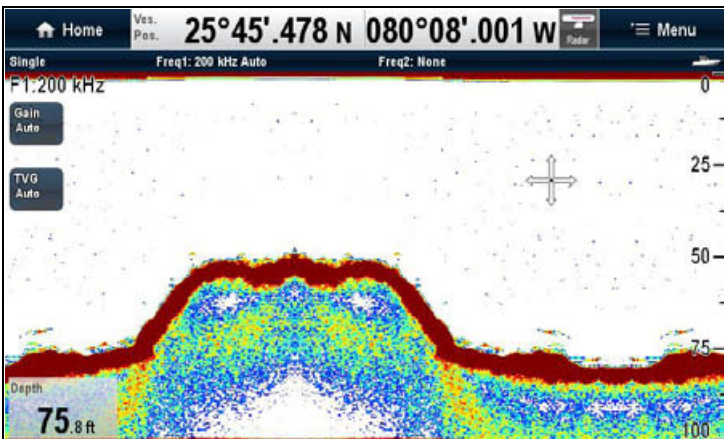 Home
Ves. Pos. 25°45'.478 N 080°08'.001 W
Radar
Menu
Single Freq1: 200 kHz Auto Freq2: None
F1:200 kHz
0
Gain
Auto
TVG
Auto
25
50
75
Depth
75.8 ft
100